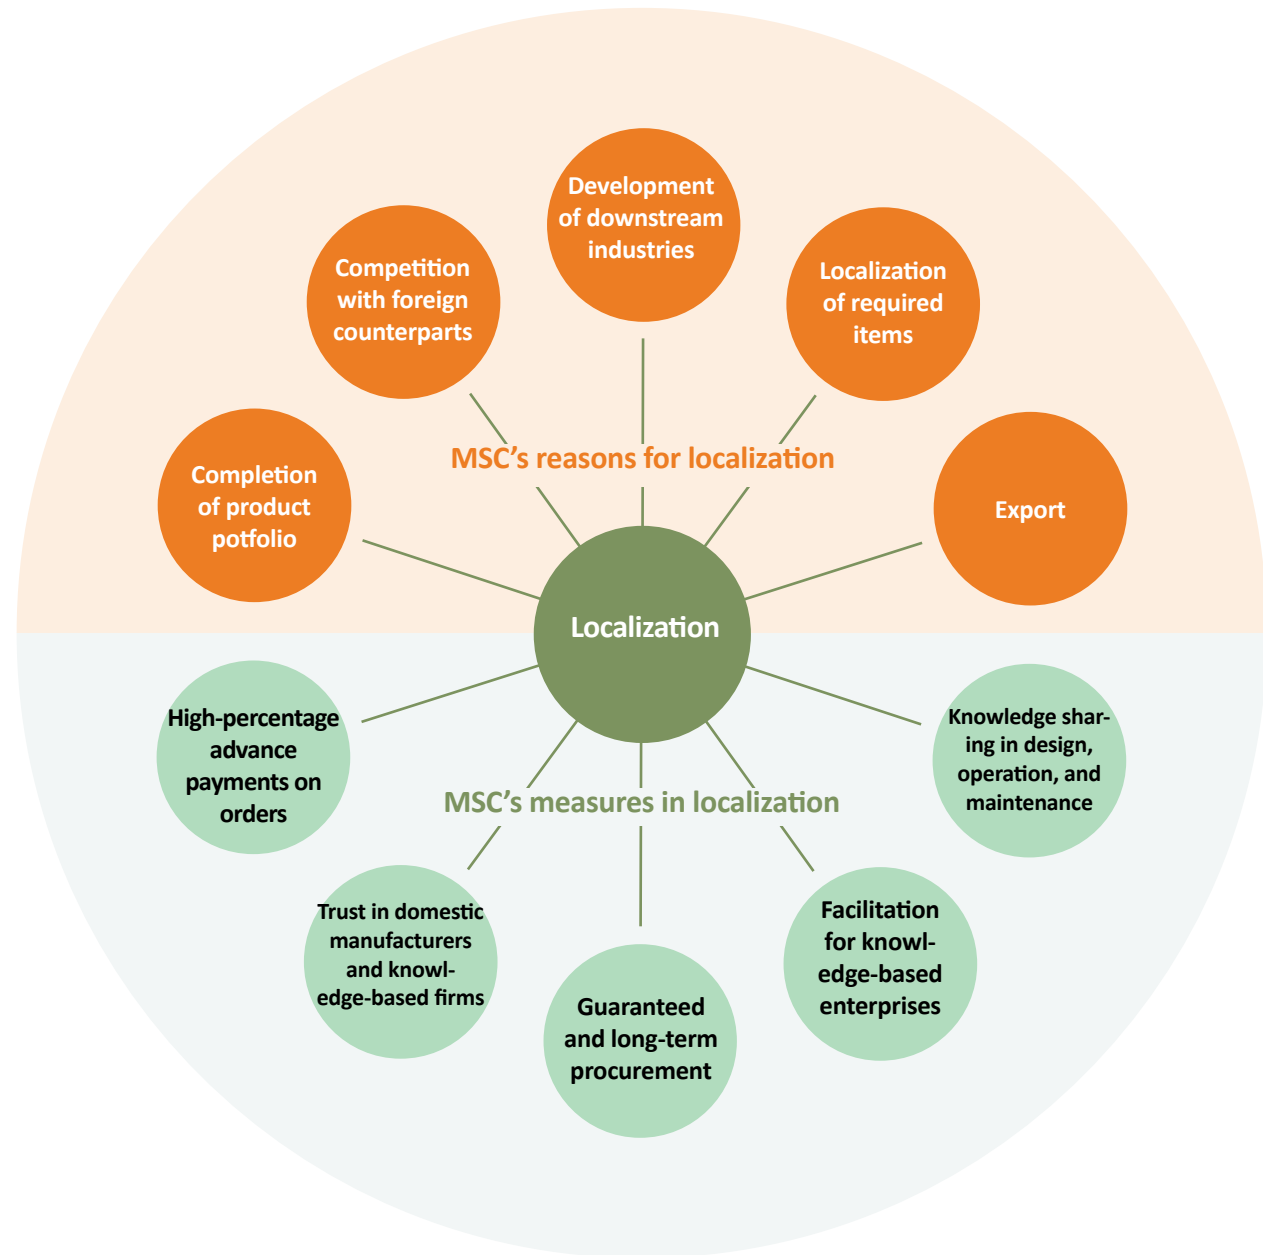 Development
of downstream
industries
Competition
with foreign
counterparts
Localization
of required
items
MSC’s reasons for localization
Completion
of product
potfolio
Export
Localization
High-percentage
advance
payments on
orders
Knowledge shar-
ing in design,
operation, and
maintenance
MSC’s measures in localization
Trust in domestic
manufacturers
and knowl-
edge-based firms
Facilitation
for knowl-
edge-based
enterprises
Guaranteed
and long-term
procurement